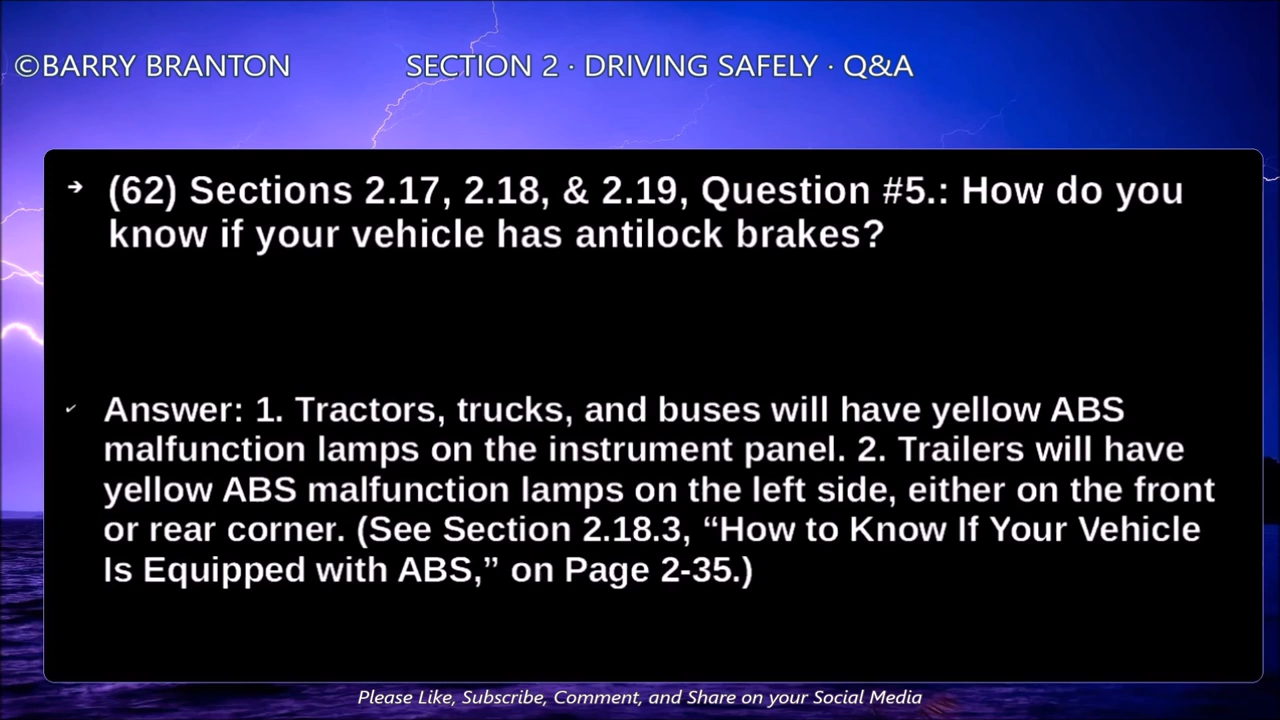 ©BARRY BRANTON
SECTION 2 · DRIVING SAFELY · Q&A
(62) Sections 2.17, 2.18, & 2.19, Question #5.: How do you
know if your vehicle has antilock brakes?
Answer: 1. Tractors, trucks, and buses will have yellow ABS
malfunction lamps on the instrument panel. 2. Trailers will have
yellow ABS malfunction lamps on the left side, either on the front
or rear corner. (See Section 2.18.3, “How to Know If Your Vehicle
Is Equipped with ABS,” on Page 2-35.)
Please Like, Subscribe, Comment, and Share on your Social Media